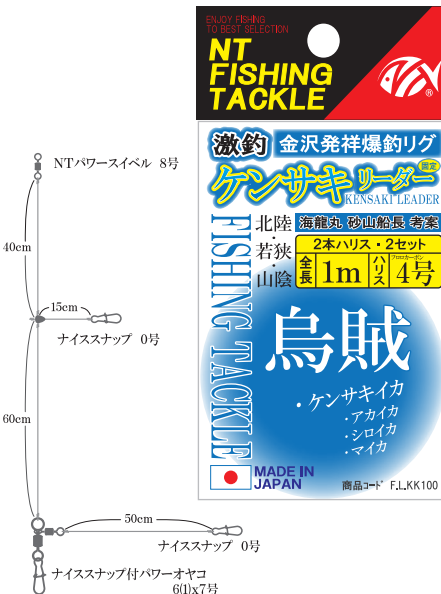 ENJOY FISHING
TO BEST SELECTION
NT
FISHING
TACKLE
®
激釣 金沢発祥爆釣リグ
ケンサキリーダー 固定
KENSAKI LEADER
FISHING TACKLE
北陸
若狭・山陰
海龍丸 砂山船長 考案
2本ハリス・2セット
全長 1m ハリス フロロカーボン 4号
烏賊
・ケンサキイカ
・アカイカ
・シロイカ
・マイカ
MADE IN
JAPAN
商品コード F.L.KK100
NTパワースイベル 8号
40cm
15cm
ナイススナップ 0号
60cm
50cm
ナイススナップ 0号
ナイススナップ付パワーオヤコ
6(1)x7号